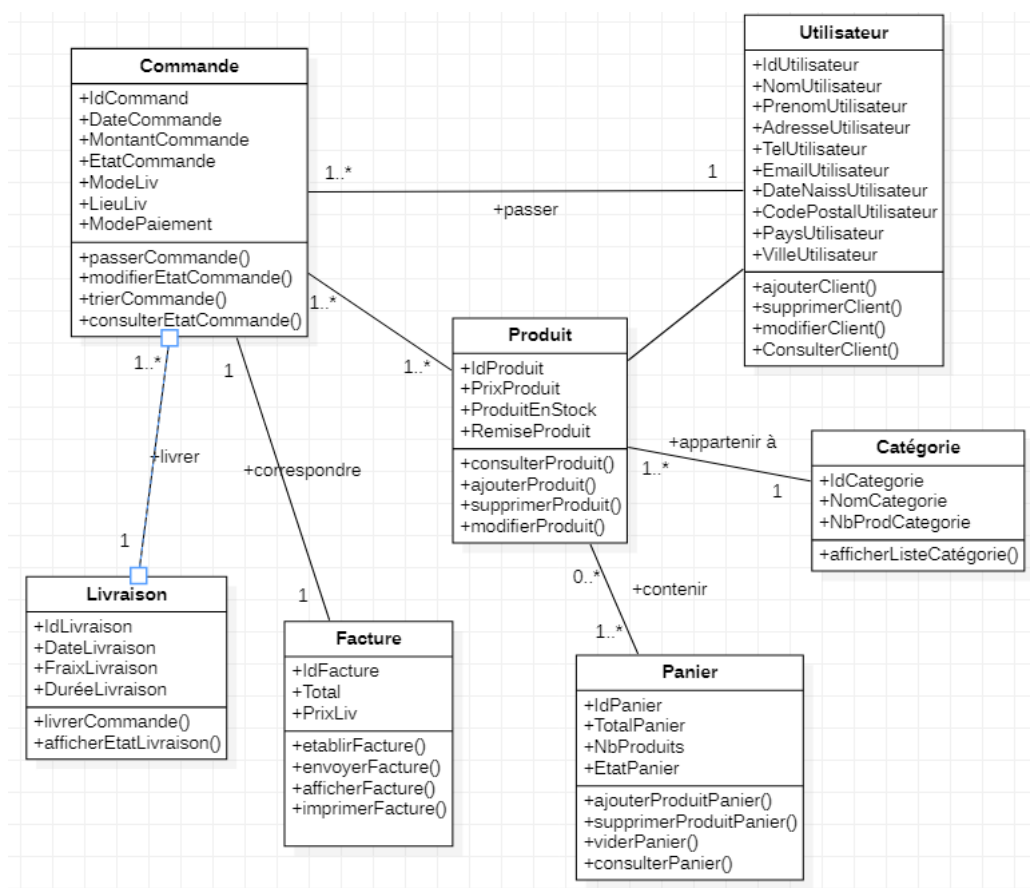 Commande
+IdCommand
+DateCommande
+MontantCommande
+EtatCommande
+ModeLiv
+LieuLiv
+ModePaiement
+passerCommande()
+modifierEtatCommande()
+trierCommande()
+consulterEtatCommande()
Utilisateur
+IdUtilisateur
+NomUtilisateur
+PrenomUtilisateur
+AdresseUtilisateur
+TelUtilisateur
+EmailUtilisateur
+DateNaissUtilisateur
+CodePostalUtilisateur
+PaysUtilisateur
+VilleUtilisateur
+ajouterClient()
+supprimerClient()
+modifierClient()
+ConsulterClient()
1..*
1
+passer
1..*
1..*
Produit
+IdProduit
+PrixProduit
+ProduitEnStock
+RemiseProduit
+consulterProduit()
+ajouterProduit()
+supprimerProduit()
+modifierProduit()
+appartenir à
1..*
1
Catégorie
+IdCategorie
+NomCategorie
+NbProdCategorie
+afficherListeCatégorie()
1..*
+livrer
1
1
+correspondre
1
Livraison
+IdLivraison
+DateLivraison
+FraixLivraison
+DuréeLivraison
+livrerCommande()
+afficherEtatLivraison()
Facture
+IdFacture
+Total
+PrixLiv
+etablirFacture()
+envoyerFacture()
+afficherFacture()
+imprimerFacture()
0..*
+contenir
1..*
Panier
+IdPanier
+TotalPanier
+NbProduits
+EtatPanier
+ajouterProduitPanier()
+supprimerProduitPanier()
+viderPanier()
+consulterPanier()